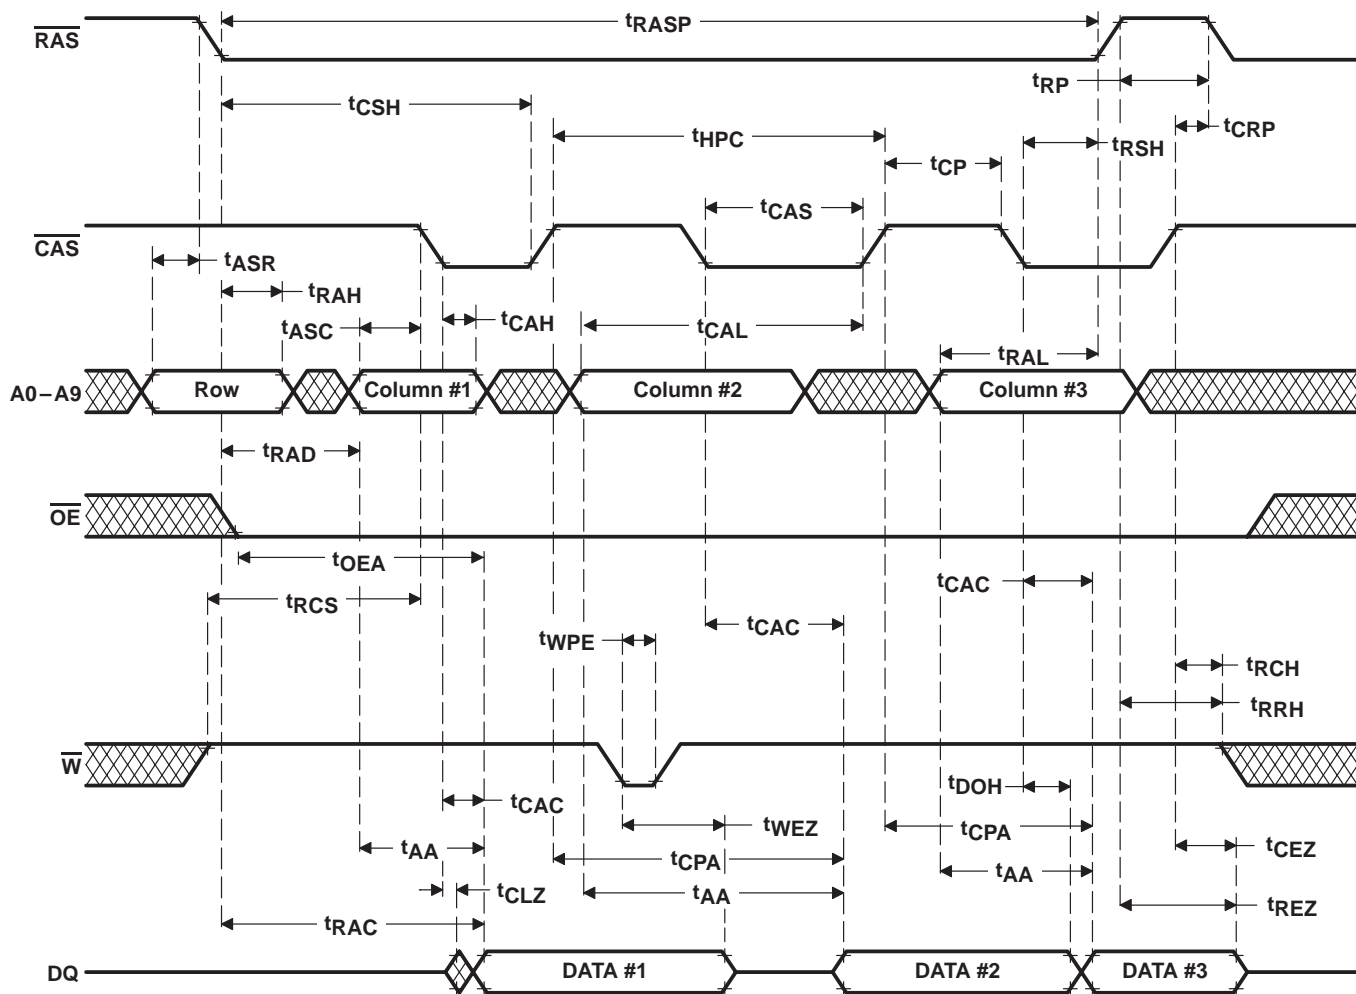 tRASP
RAS
tRP
tCSH
tCRP
tHPC
tRSH
tCP
tCAS
CAS
tASR
tRAH
tASC
tCAH
tCAL
tRAL
A0–A9
Row
Column #1
Column #2
Column #3
tRAD
OE
tOEA
tCAC
tRCS
tCAC
tWPE
tRCH
tRRH
W
tDOH
tCAC
tWEZ
tCPA
tAA
tCPA
tCEZ
tAA
tCLZ
tAA
tREZ
tRAC
DQ
DATA #1
DATA #2
DATA #3